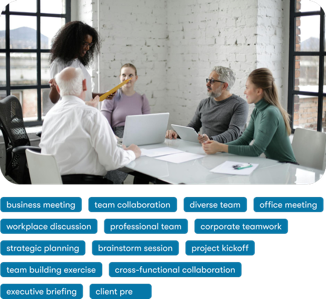 business meeting team collaboration diverse team office meeting
workplace discussion professional team corporate teamwork
strategic planning brainstorm session project kickoff
team building exercise cross-functional collaboration
executive briefing client pre